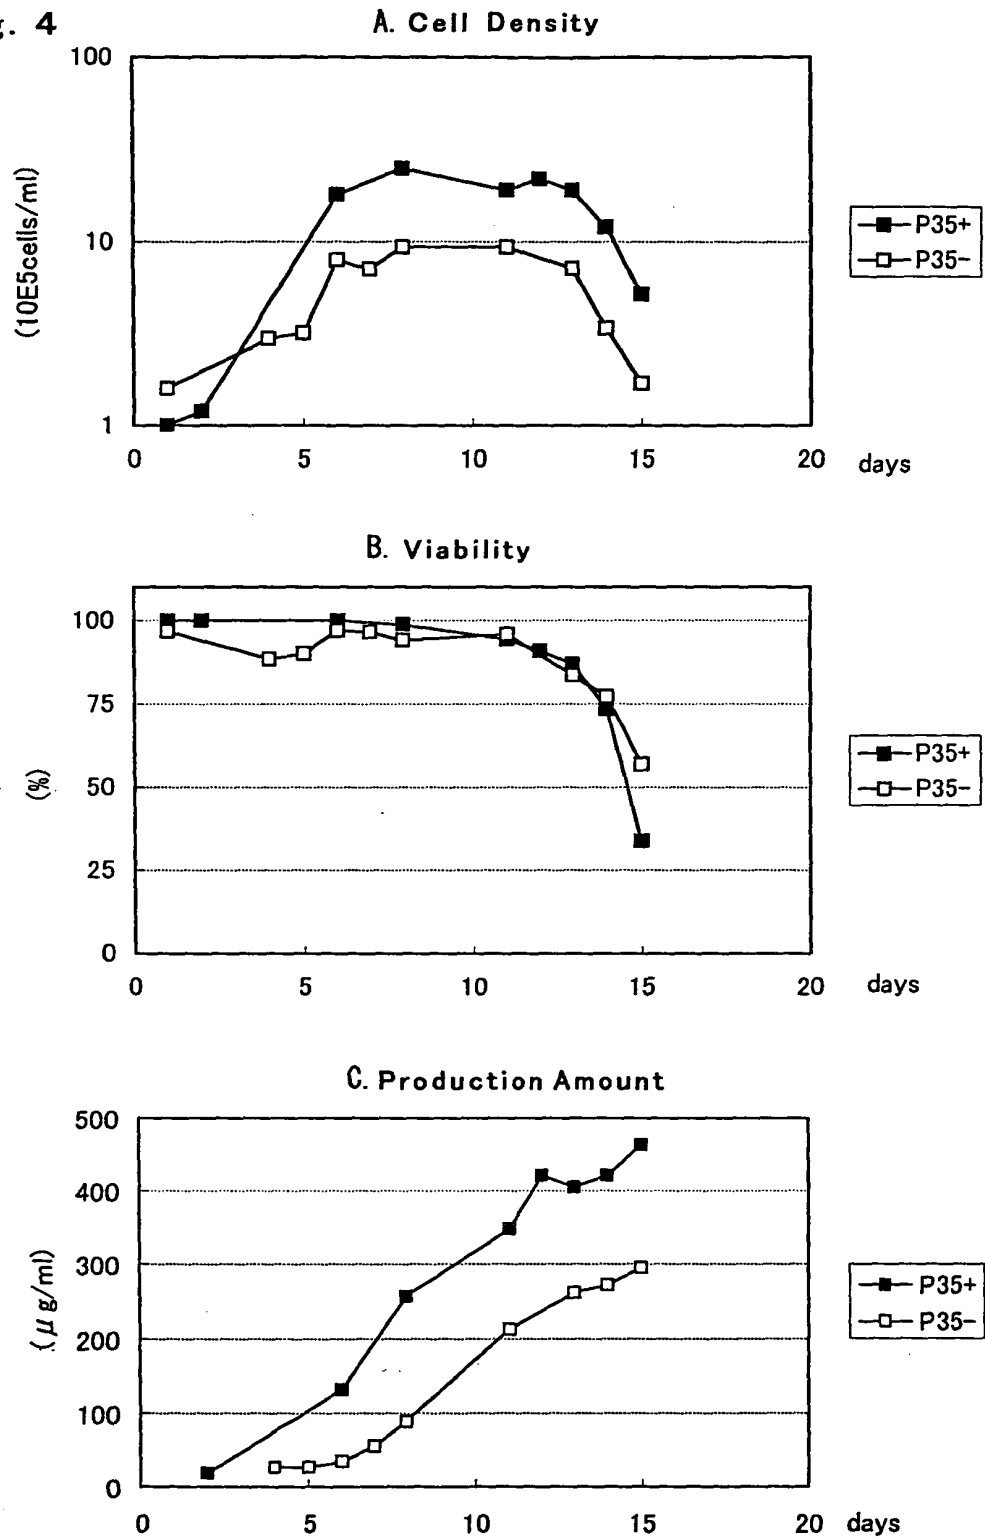 g. 4
A. Cell Density
100
10
1
(10E5cells/ml)
0 5 10 15 20 days
P35+
P35-
B. Viability
100
75
50
25
0
(%)
0 5 10 15 20 days
P35+
P35-
C. Production Amount
500
400
300
200
100
0
(μg/ml)
0 5 10 15 20 days
P35+
P35-